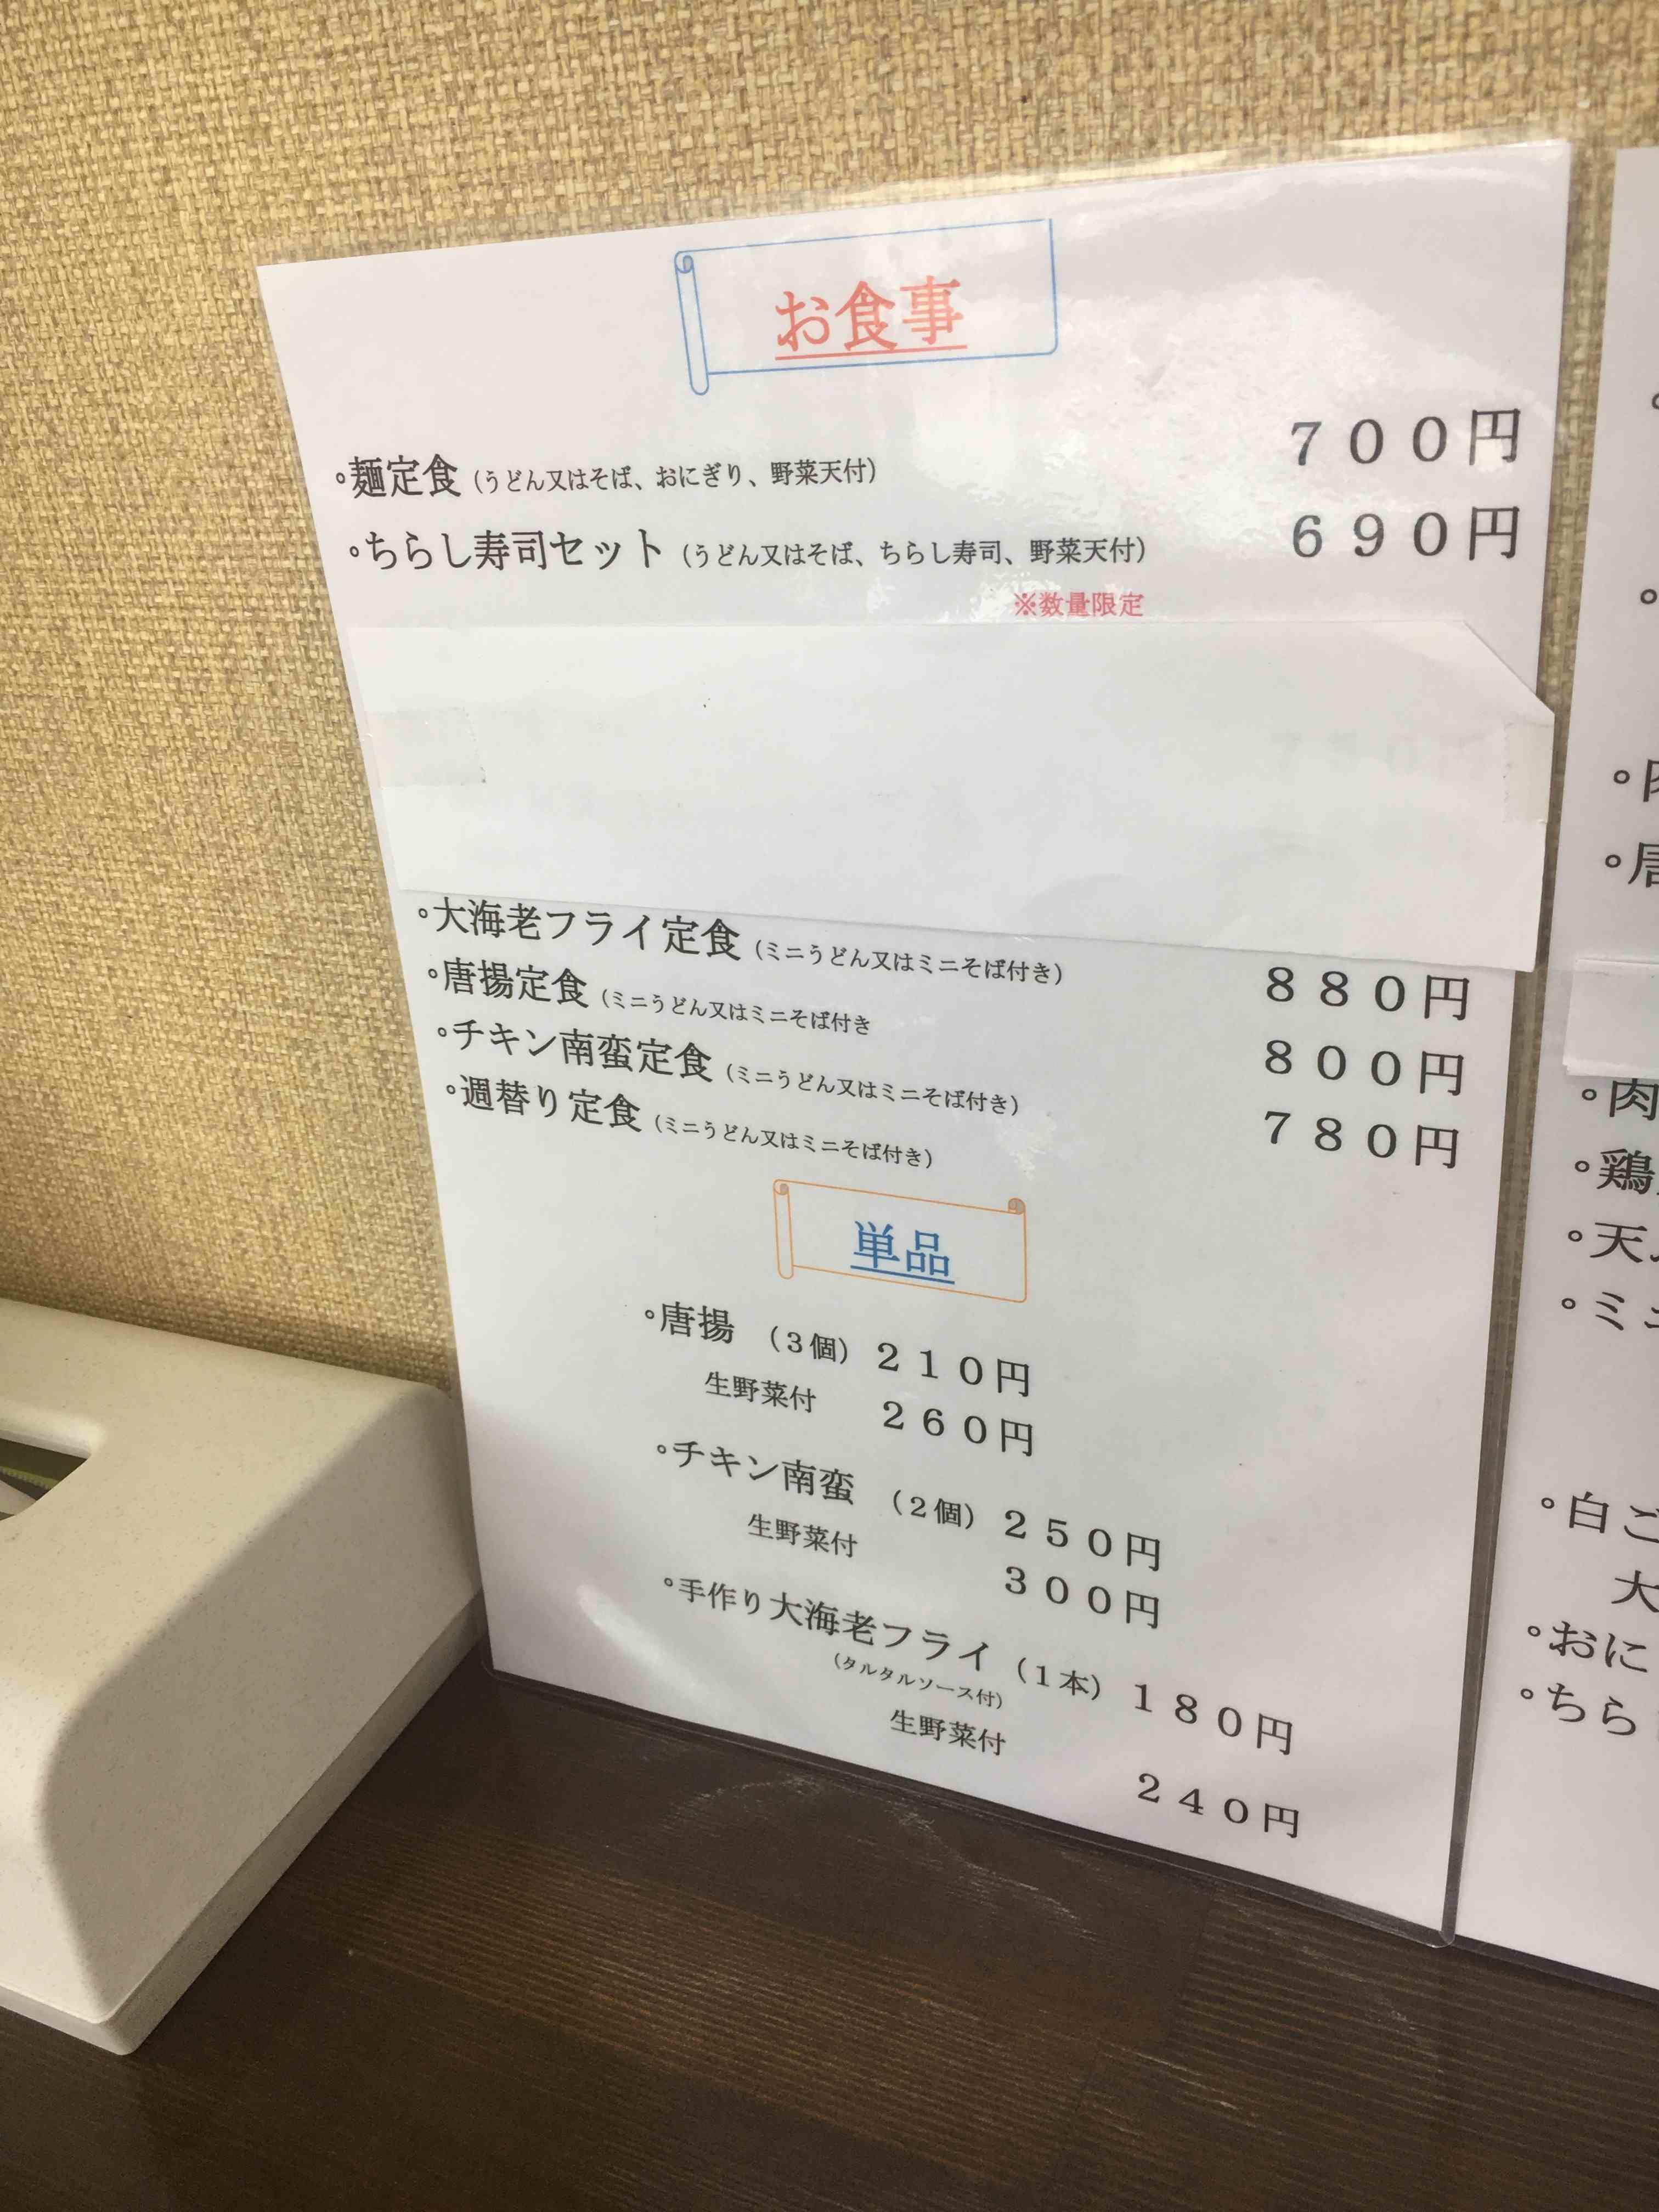 お食事
○麺定食（うどん又はそば、おにぎり、野菜天付） ７００円
○ちらし寿司セット（うどん又はそば、ちらし寿司、野菜天付） ６９０円
※数量限定
○大海老フライ定食（ミニうどん又はミニそば付き） ８８０円
○唐揚定食（ミニうどん又はミニそば付き ８００円
○チキン南蛮定食（ミニうどん又はミニそば付き） ７８０円
○週替り定食（ミニうどん又はミニそば付き）
単品
○唐揚 （３個） ２１０円
生野菜付 ２６０円
○チキン南蛮 （２個） ２５０円
生野菜付 ３００円
○手作り大海老フライ（１本） １８０円
（タルタルソース付）
生野菜付 ２４０円
○肉
○鶏
○天
○ミ
○白ご
大
○おに
○ちら